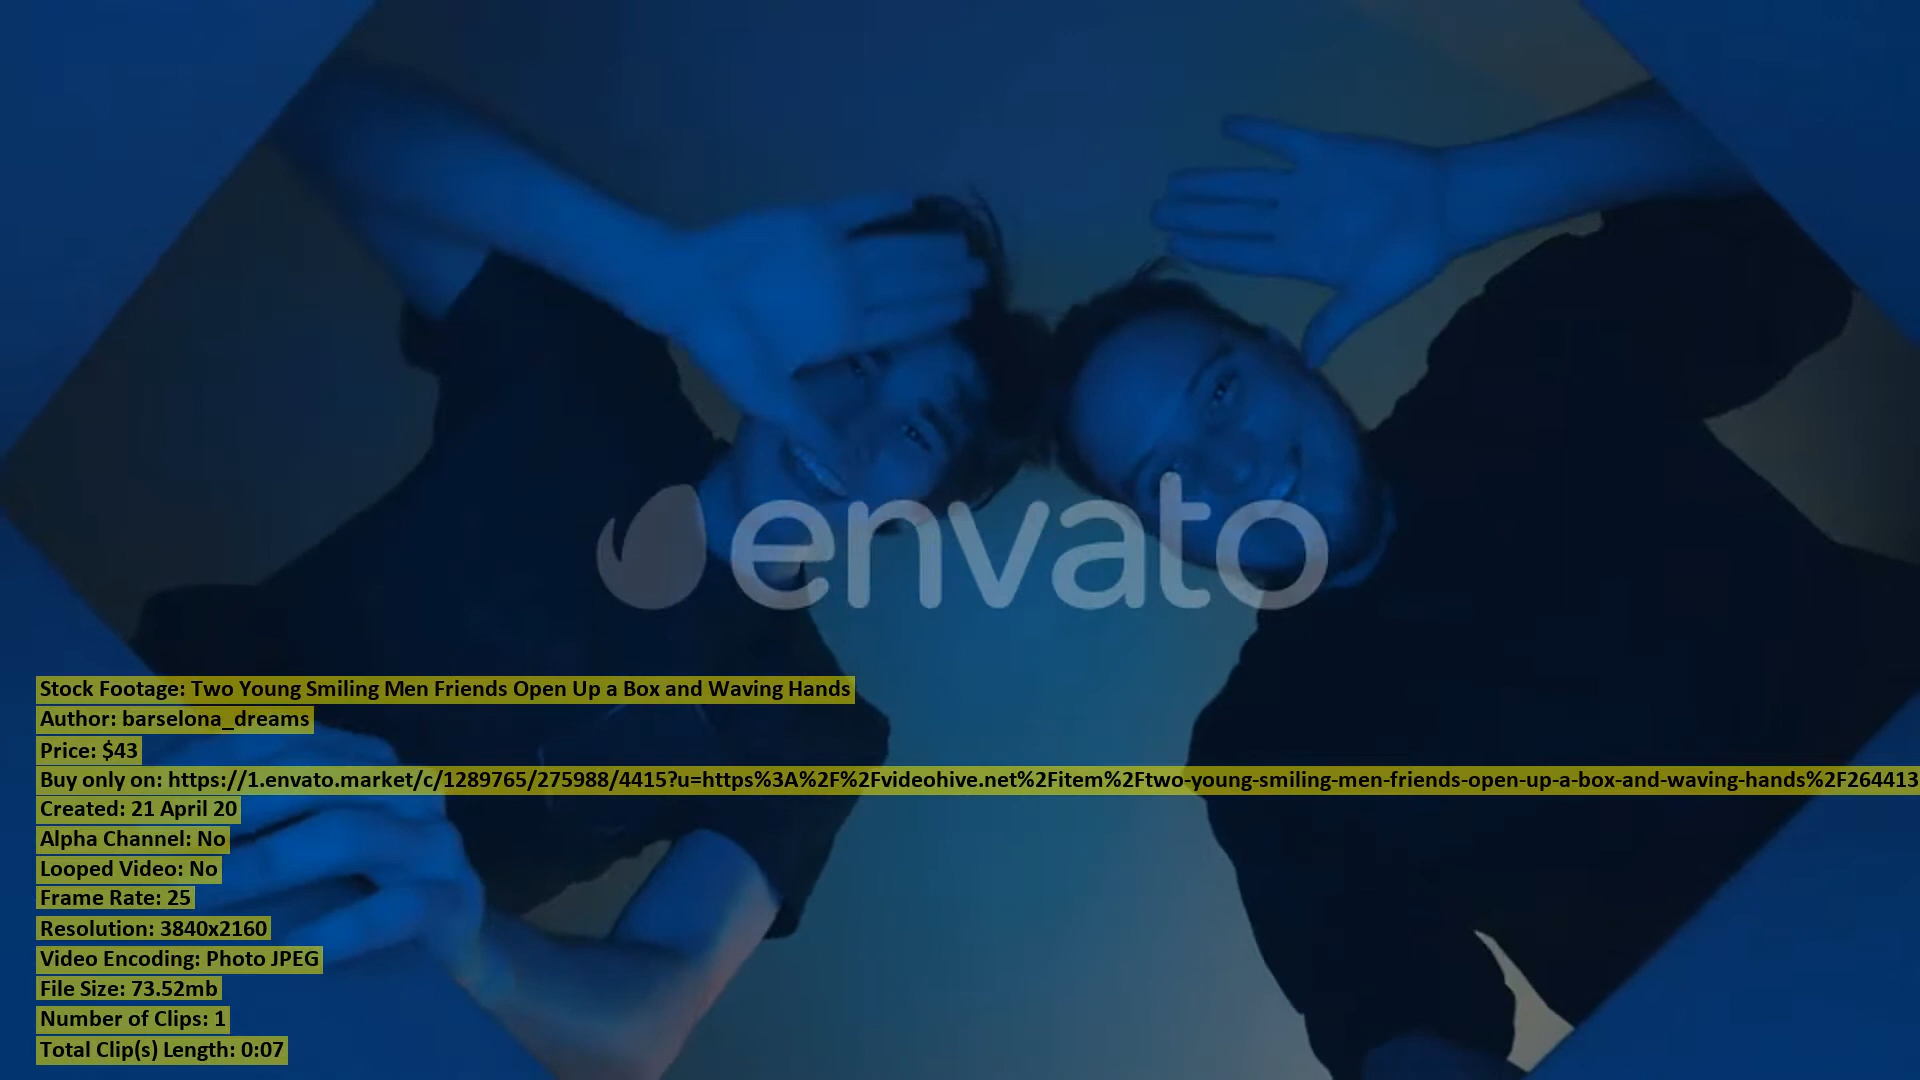 envato
Stock Footage: Two Young Smiling Men Friends Open Up a Box and Waving Hands
Author: barselona_dreams
Price: $43
Buy only on: https://1.envato.market/c/1289765/275988/4415?u=https%3A%2F%2Fvideohive.net%2Fitem%2Ftwo-young-smiling-men-friends-open-up-a-box-and-waving-hands%2F264413
Created: 21 April 20
Alpha Channel: No
Looped Video: No
Frame Rate: 25
Resolution: 3840x2160
Video Encoding: Photo JPEG
File Size: 73.52mb
Number of Clips: 1
Total Clip(s) Length: 0:07